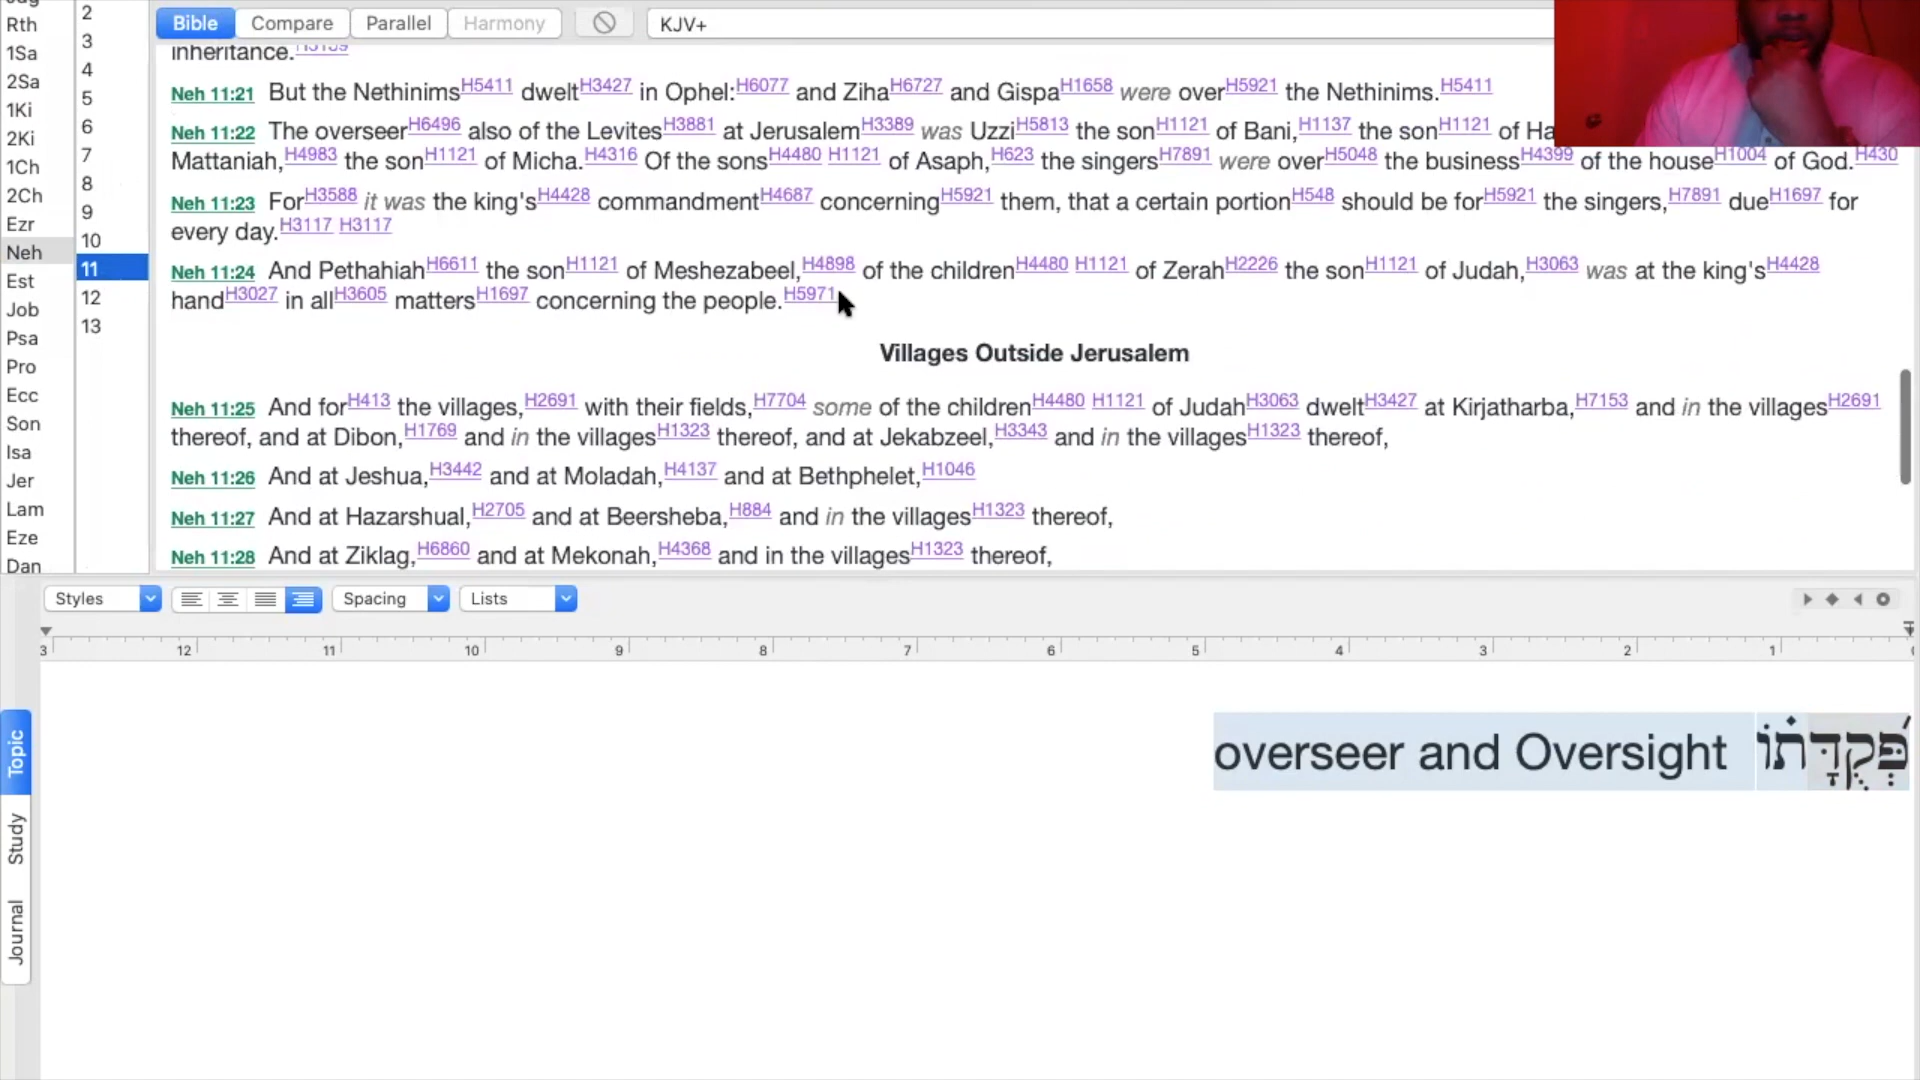 Bible Compare Parallel Harmony KJV+
Rth
1Sa
2Sa
1Ki
2Ki
1Ch
2Ch
Ezr
Neh
Est
Job
Psa
Pro
Ecc
Son
Isa
Jer
Lam
Eze
Dan
2
3
4
5
6
7
8
9
10
11
12
13
inheritance.H3159
Neh 11:21 But the NethinimsH5411 dweltH3427 in Ophel:H6077 and ZihaH6727 and GispaH1658 were overH5921 the Nethinims.H5411
Neh 11:22 The overseerH6496 also of the LevitesH3881 at JerusalemH3389 was UzziH5813 the sonH1121 of Bani,H1137 the sonH1121 of
Mattaniah,H4983 the sonH1121 of Micha.H4316 Of the sonsH4480 H1121 of Asaph,H623 the singersH7891 were overH5048 the businessH4399 of the houseH1004 of God.H430
Neh 11:23 ForH3588 it was the king'sH4428 commandmentH4687 concerningH5921 them, that a certain portionH548 should be forH5921 the singers,H7891 dueH1697 for
every day.H3117 H3117
Neh 11:24 And PethahiahH6611 the sonH1121 of Meshezabeel,H4898 of the childrenH4480 H1121 of ZerahH2226 the sonH1121 of Judah,H3063 was at the king'sH4428
handH3027 in allH3605 mattersH1697 concerning the people.H5971
Villages Outside Jerusalem
Neh 11:25 And forH413 the villages,H2691 with their fields,H7704 some of the childrenH4480 H1121 of JudahH3063 dweltH3427 at Kirjatharba,H7153 and in the villagesH2691
thereof, and at Dibon,H1769 and in the villagesH1323 thereof, and at Jekabzeel,H3343 and in the villagesH1323 thereof,
Neh 11:26 And at Jeshua,H3442 and at Moladah,H4137 and at Bethphelet,H1046
Neh 11:27 And at Hazarshual,H2705 and at Beersheba,H884 and in the villagesH1323 thereof,
Neh 11:28 And at Ziklag,H6860 and at Mekonah,H4368 and in the villagesH1323 thereof,
Styles Spacing Lists
3 12 11 10 9 8 7 6 5 4 3 2 1
Topic
Study
Journal
פְּקֻדָּתֹו overseer and Oversight